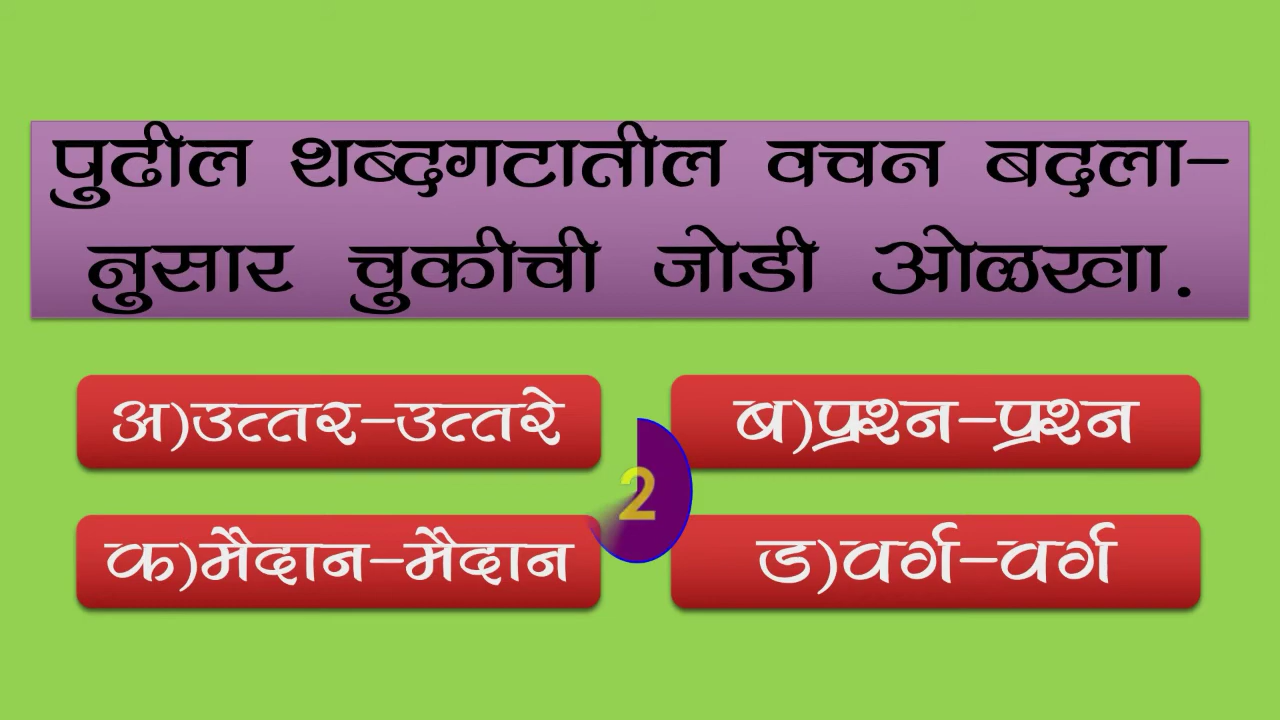 पुढील शब्दगटातील वचन बदला-
नुसार चुकीची जोडी ओळखा.
अ)उत्तर-उत्तरे
ब)प्रश्न-प्रश्न
2
क)मैदान-मैदान
ड)वर्ग-वर्ग